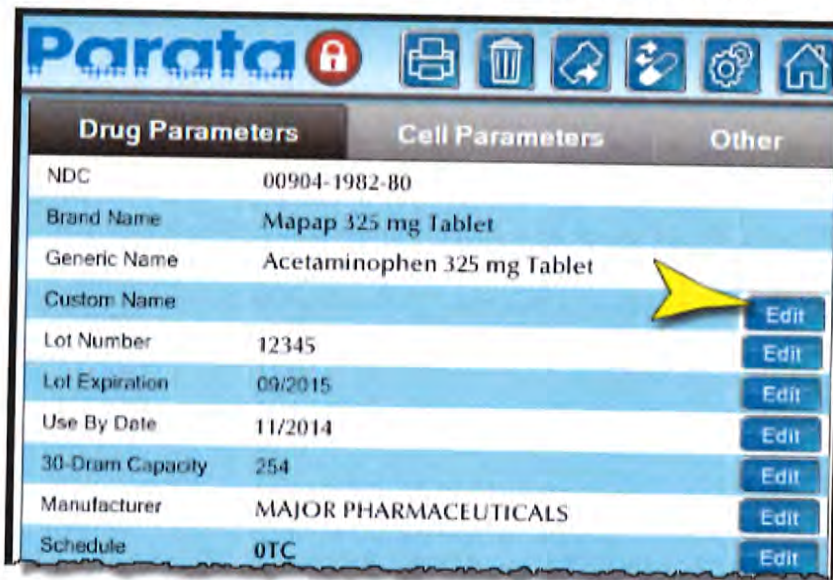 Parata
Drug Parameters Cell Parameters Other
NDC 00904-1982-80
Brand Name Mapap 325 mg Tablet
Generic Name Acetaminophen 325 mg Tablet
Custom Name Edit
Lot Number 12345 Edit
Lot Expiration 09/2015 Edit
Use By Date 11/2014 Edit
30-Dram Capacity 254 Edit
Manufacturer MAJOR PHARMACEUTICALS Edit
Schedule OTC Edit